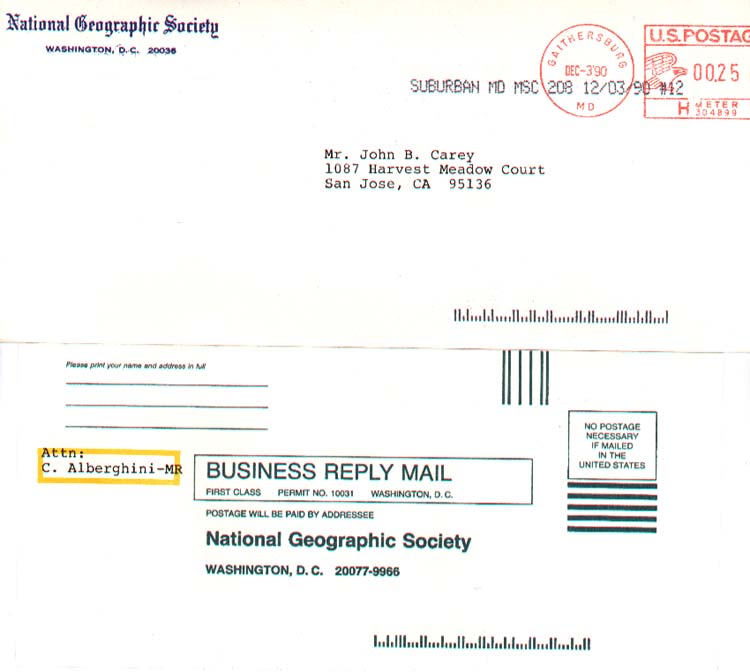 National Geographic Society
WASHINGTON, D.C. 20036
GAITHERSBURG
DEC-3'90
MD
U.S.POSTAG
00.25
H METER
304899
SUBURBAN MD MSC 208 12/03/90 #42
Mr. John B. Carey
1087 Harvest Meadow Court
San Jose, CA 95136
Please print your name and address in full
Attn:
C. Alberghini-MR
NO POSTAGE
NECESSARY
IF MAILED
IN THE
UNITED STATES
BUSINESS REPLY MAIL
FIRST CLASS PERMIT NO. 10031 WASHINGTON, D.C.
POSTAGE WILL BE PAID BY ADDRESSEE
National Geographic Society
WASHINGTON, D. C. 20077-9966